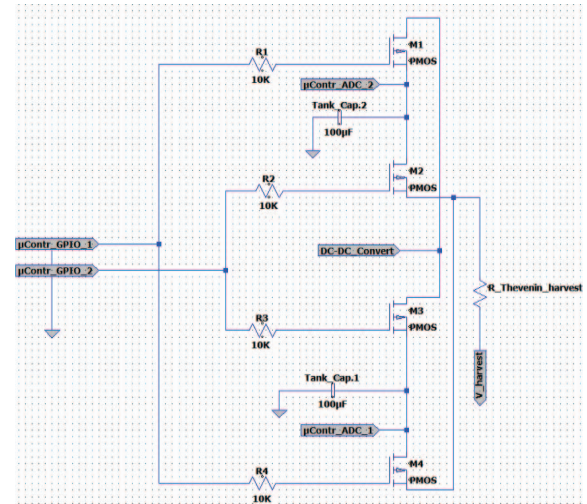 R1
10K
M1
PMOS
µContr_ADC_2
Tank_Cap.2
100µF
R2
10K
M2
PMOS
µContr_GPIO_1
µContr_GPIO_2
DC-DC_Convert
R_Thevenin_harvest
R3
10K
M3
PMOS
V_harvest
Tank_Cap.1
100µF
µContr_ADC_1
R4
10K
M4
PMOS